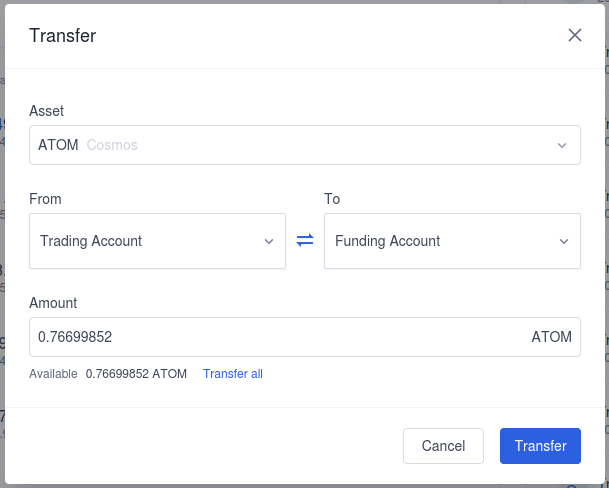 Transfer
Asset
ATOM Cosmos
From To
Trading Account Funding Account
Amount
0.76699852 ATOM
Available 0.76699852 ATOM Transfer all
Cancel Transfer